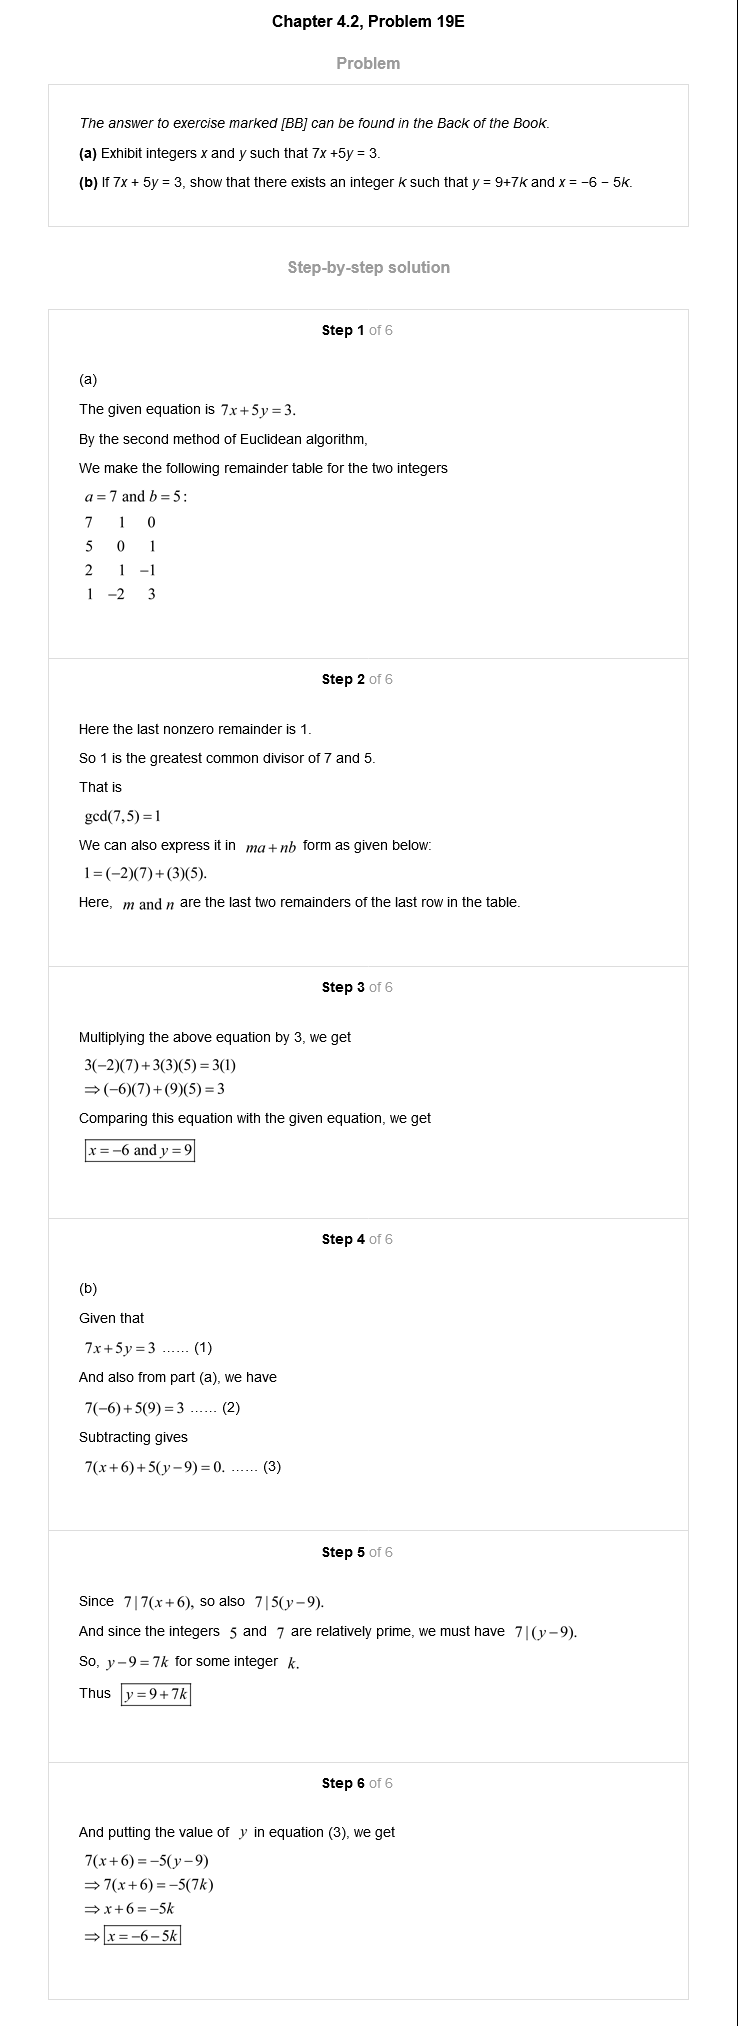 Chapter 4.2, Problem 19E
Problem
The answer to exercise marked [BB] can be found in the Back of the Book.
(a) Exhibit integers x and y such that 7x +5y = 3.
(b) If 7x + 5y = 3, show that there exists an integer k such that y = 9+7k and x = −6 − 5k.
Step-by-step solution
Step 1 of 6
(a)
The given equation is 7x+5y=3.
By the second method of Euclidean algorithm,
We make the following remainder table for the two integers
a=7 and b=5:
7 1 0
5 0 1
2 1 −1
1 −2 3
Step 2 of 6
Here the last nonzero remainder is 1.
So 1 is the greatest common divisor of 7 and 5.
That is
gcd(7,5)=1
We can also express it in ma+nb form as given below:
1=(−2)(7)+(3)(5).
Here, m and n are the last two remainders of the last row in the table.
Step 3 of 6
Multiplying the above equation by 3, we get
3(−2)(7)+3(3)(5)=3(1)
⇒(−6)(7)+(9)(5)=3
Comparing this equation with the given equation, we get
x=−6 and y=9
Step 4 of 6
(b)
Given that
7x+5y=3 ...... (1)
And also from part (a), we have
7(−6)+5(9)=3 ...... (2)
Subtracting gives
7(x+6)+5(y−9)=0. ...... (3)
Step 5 of 6
Since 7|7(x+6), so also 7|5(y−9).
And since the integers 5 and 7 are relatively prime, we must have 7|(y−9).
So, y−9=7k for some integer k.
Thus y=9+7k
Step 6 of 6
And putting the value of y in equation (3), we get
7(x+6)=−5(y−9)
⇒7(x+6)=−5(7k)
⇒x+6=−5k
⇒x=−6−5k